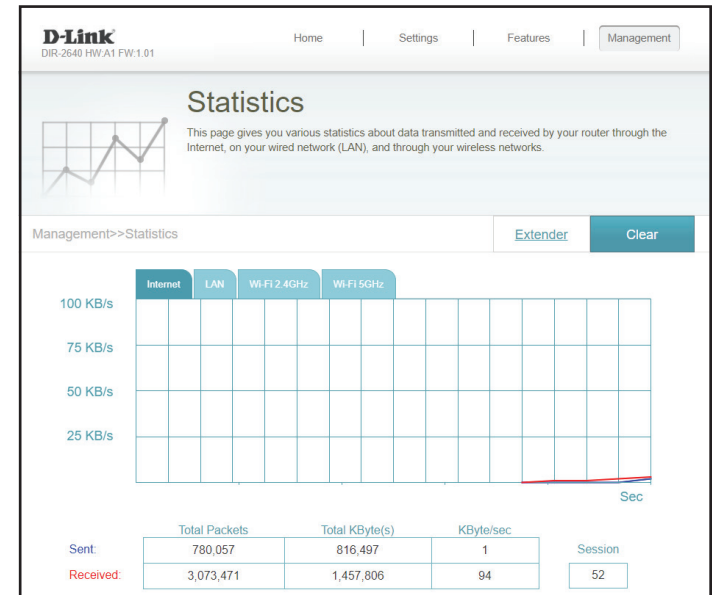 D-Link
DIR-2640 HW:A1 FW:1.01
Home | Settings | Features | Management
Statistics
This page gives you various statistics about data transmitted and received by your router through the
Internet, on your wired network (LAN), and through your wireless networks.
Management>>Statistics
Extender
Clear
Internet LAN Wi-Fi 2.4GHz Wi-Fi 5GHz
100 KB/s
75 KB/s
50 KB/s
25 KB/s
Sec
Total Packets Total KByte(s) KByte/sec
Sent: 780,057 816,497 1 Session
Received: 3,073,471 1,457,806 94 52